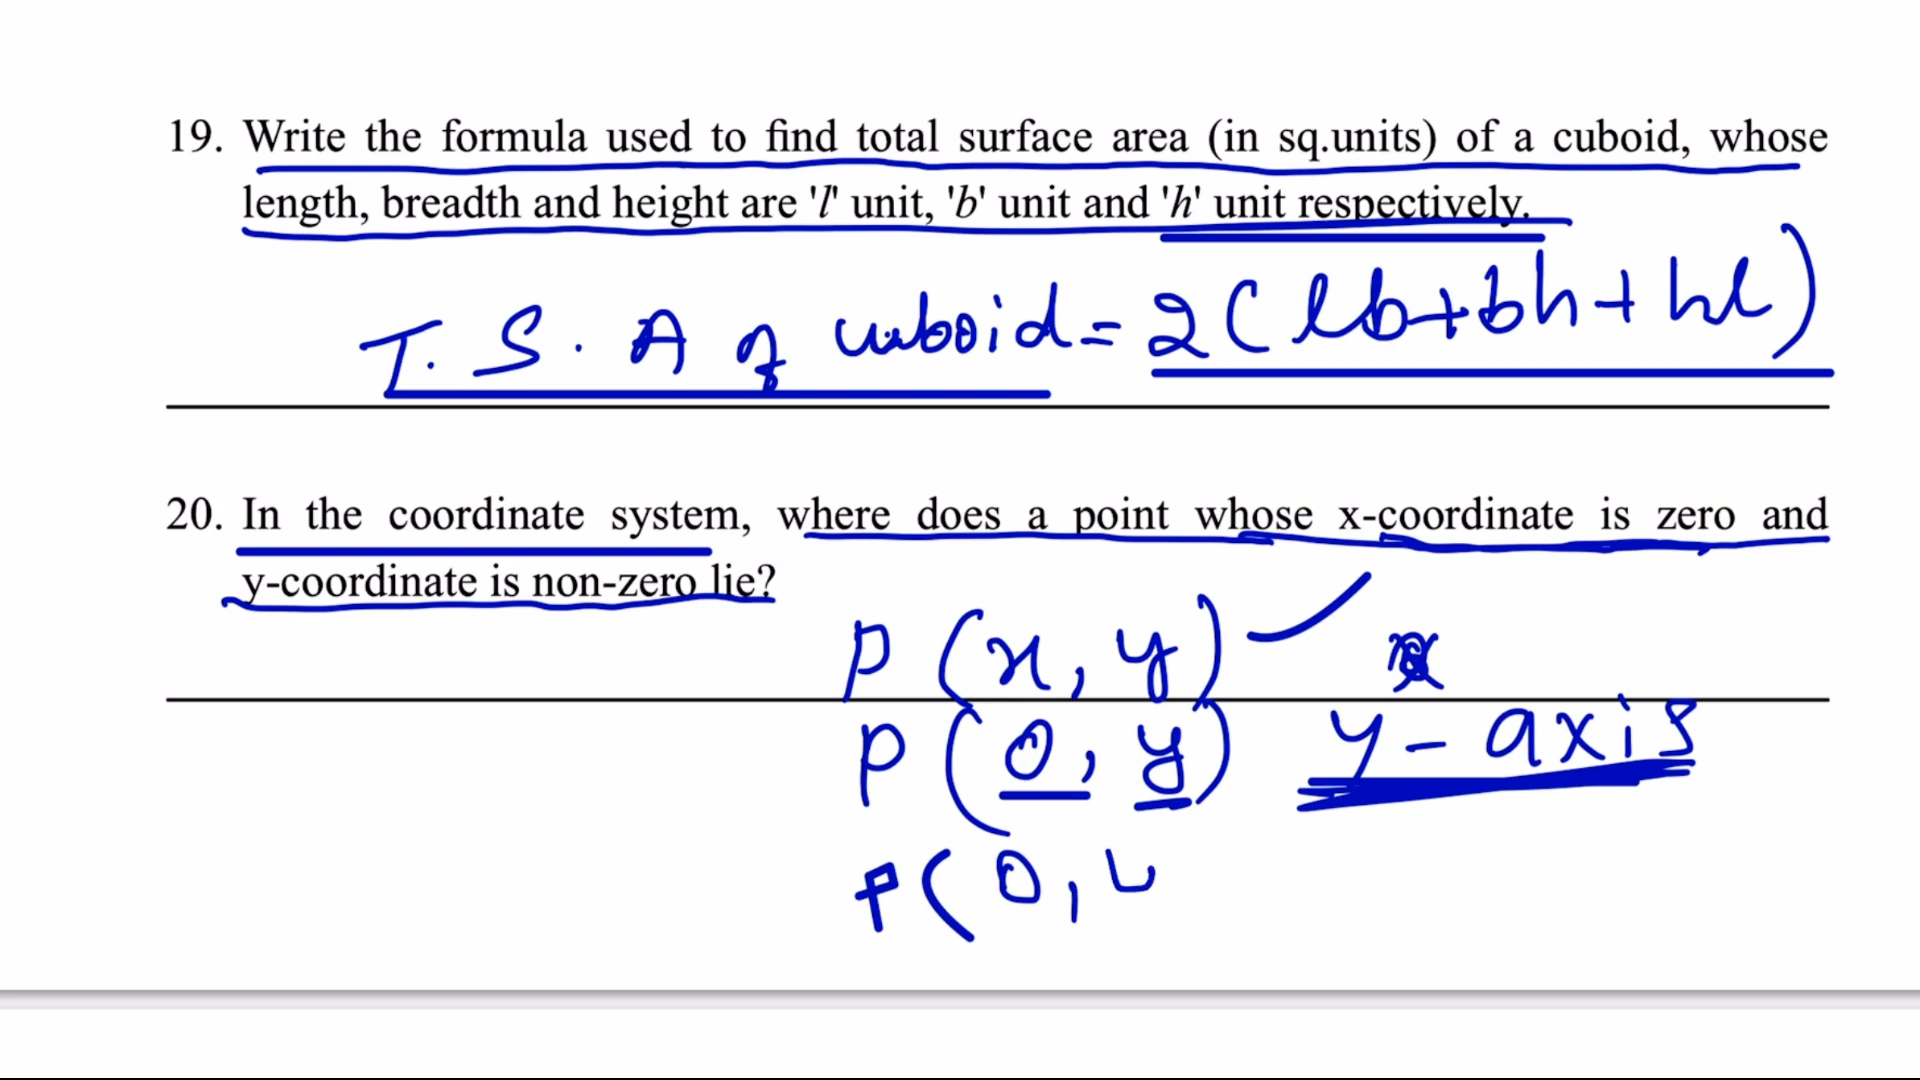 19. Write the formula used to find total surface area (in sq.units) of a cuboid, whose
length, breadth and height are 'l' unit, 'b' unit and 'h' unit respectively.
T. S. A of cuboid = 2(lb+bh+hl)
20. In the coordinate system, where does a point whose x-coordinate is zero and
y-coordinate is non-zero lie?
P(x, y)
P(0, y) y-axis
P(0,